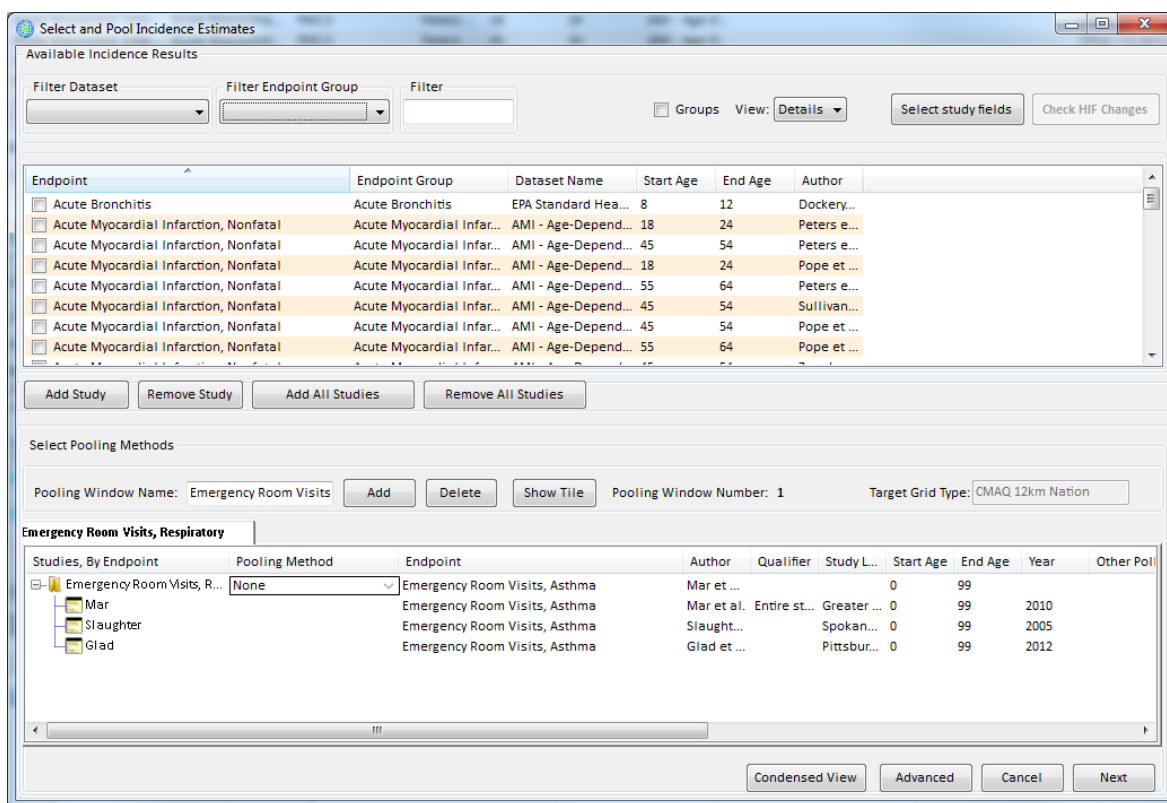 Select and Pool Incidence Estimates
Available Incidence Results
Filter Dataset Filter Endpoint Group Filter
Groups View: Details Select study fields Check HIF Changes
Endpoint Endpoint Group Dataset Name Start Age End Age Author
Acute Bronchitis Acute Bronchitis EPA Standard Hea... 8 12 Dockery...
Acute Myocardial Infarction, Nonfatal Acute Myocardial Infar... AMI - Age-Depend... 18 24 Peters e...
Acute Myocardial Infarction, Nonfatal Acute Myocardial Infar... AMI - Age-Depend... 45 54 Peters e...
Acute Myocardial Infarction, Nonfatal Acute Myocardial Infar... AMI - Age-Depend... 18 24 Pope et ...
Acute Myocardial Infarction, Nonfatal Acute Myocardial Infar... AMI - Age-Depend... 55 64 Peters e...
Acute Myocardial Infarction, Nonfatal Acute Myocardial Infar... AMI - Age-Depend... 45 54 Sullivan...
Acute Myocardial Infarction, Nonfatal Acute Myocardial Infar... AMI - Age-Depend... 45 54 Pope et ...
Acute Myocardial Infarction, Nonfatal Acute Myocardial Infar... AMI - Age-Depend... 55 64 Pope et ...
Add Study Remove Study Add All Studies Remove All Studies
Select Pooling Methods
Pooling Window Name: Emergency Room Visits Add Delete Show Tile Pooling Window Number: 1 Target Grid Type: CMAQ 12km Nation
Emergency Room Visits, Respiratory
Studies, By Endpoint Pooling Method Endpoint Author Qualifier Study L... Start Age End Age Year Other Poll
Emergency Room Visits, R... None Emergency Room Visits, Asthma Mar et ... 0 99
Mar Emergency Room Visits, Asthma Mar et al. Entire st... Greater ... 0 99 2010
Slaughter Emergency Room Visits, Asthma Slaught... Spokan... 0 99 2005
Glad Emergency Room Visits, Asthma Glad et ... Pittsbur... 0 99 2012
Condensed View Advanced Cancel Next